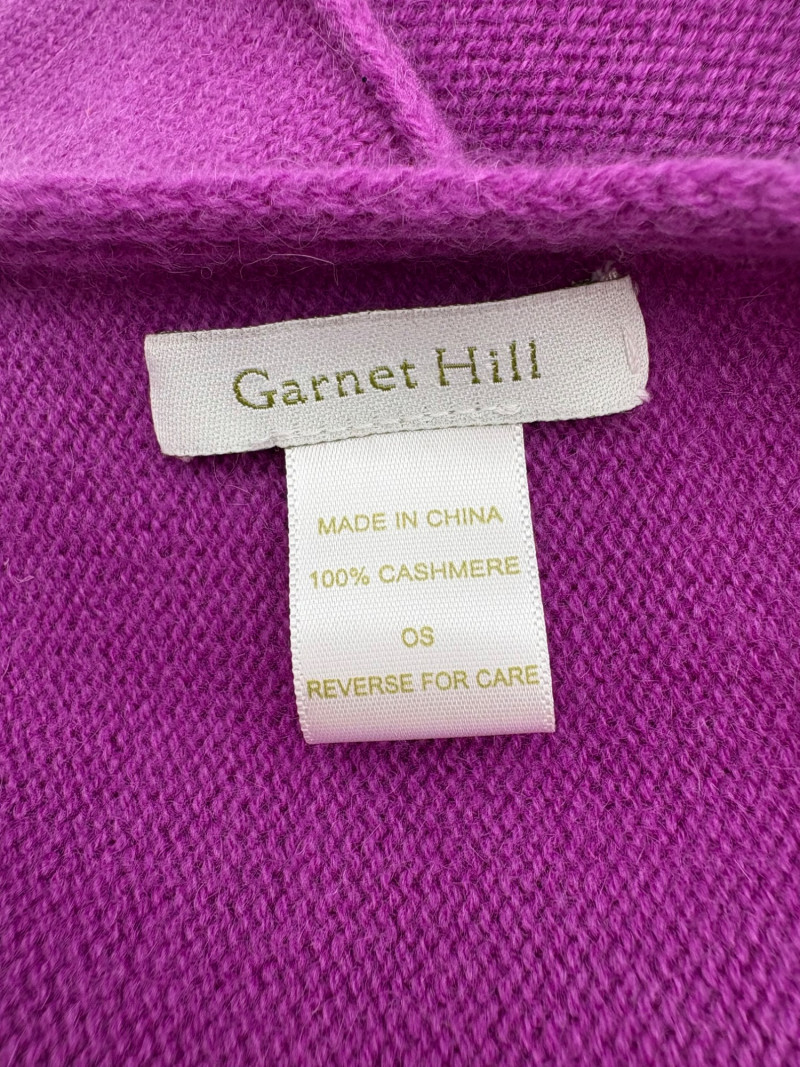 Garnet Hill
MADE IN CHINA
100% CASHMERE
OS
REVERSE FOR CARE